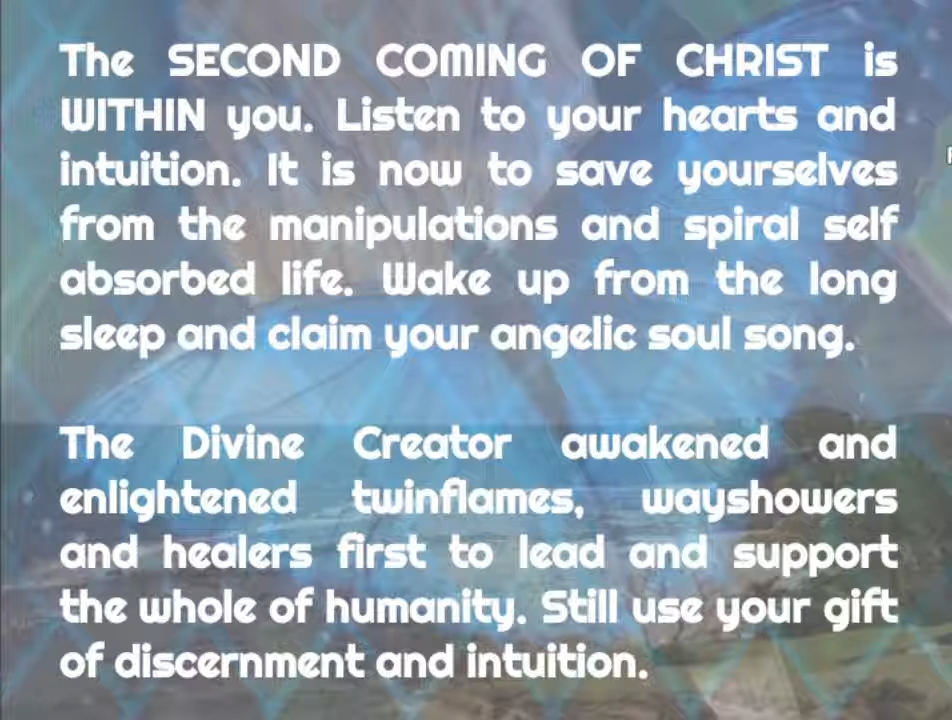 The SECOND COMING OF CHRIST is
WITHIN you. Listen to your hearts and
intuition. It is now to save yourselves
from the manipulations and spiral self
absorbed life. Wake up from the long
sleep and claim your angelic soul song.
The Divine Creator awakened and
enlightened twinflames, wayshowers
and healers first to lead and support
the whole of humanity. Still use your gift
of discernment and intuition.